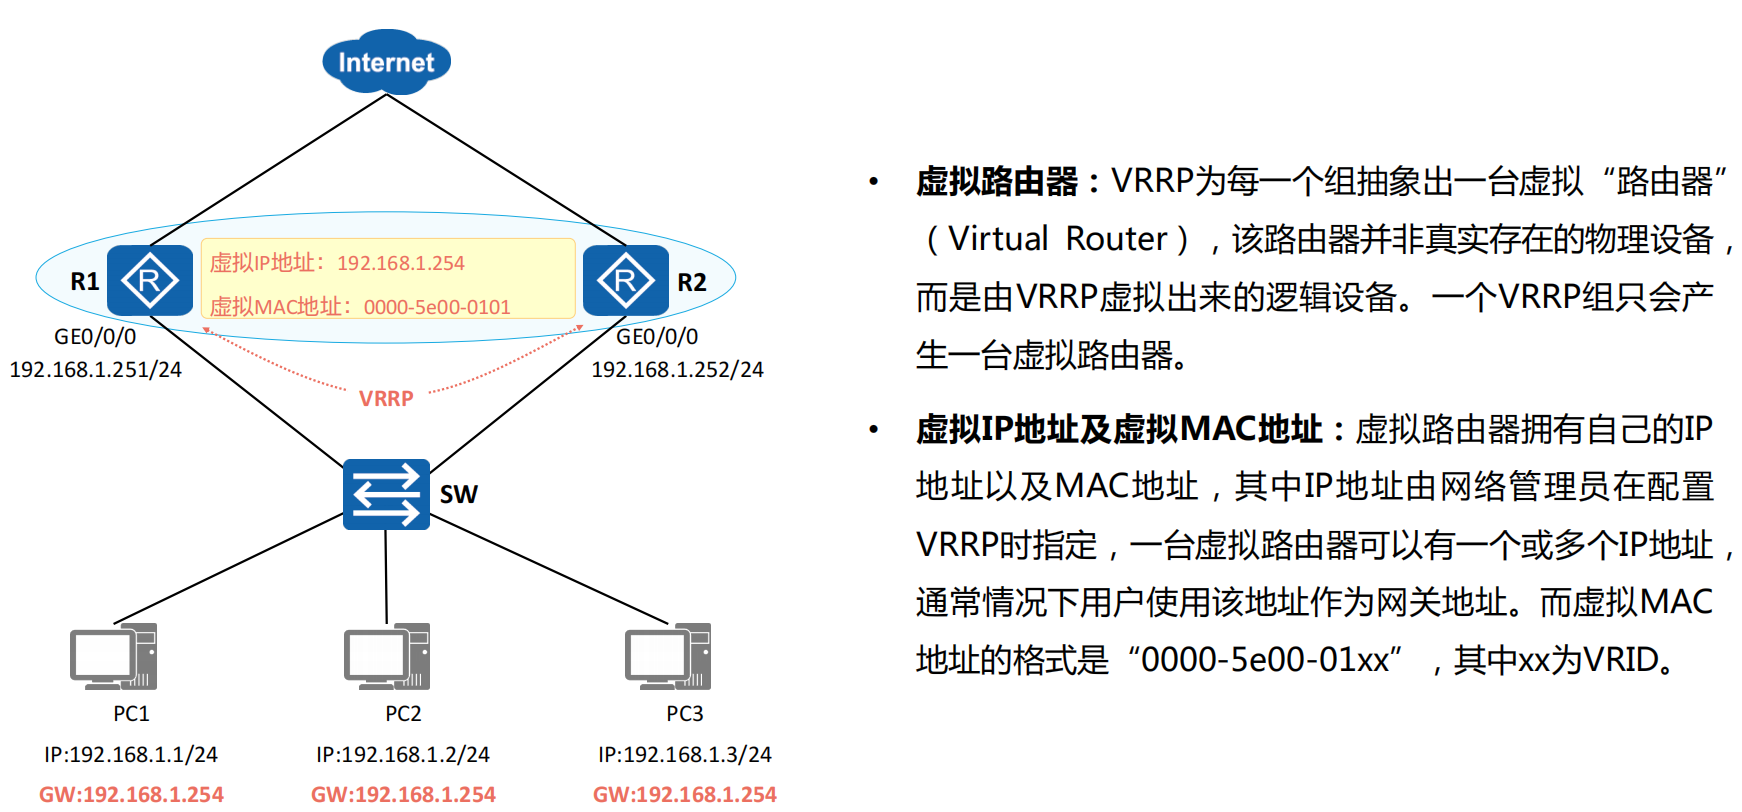 Internet
R1
虚拟IP地址：192.168.1.254
虚拟MAC地址：0000-5e00-0101
R2
GE0/0/0
192.168.1.251/24
GE0/0/0
192.168.1.252/24
VRRP
SW
PC1
IP:192.168.1.1/24
GW:192.168.1.254
PC2
IP:192.168.1.2/24
GW:192.168.1.254
PC3
IP:192.168.1.3/24
GW:192.168.1.254
• 虚拟路由器：VRRP为每一个组抽象出一台虚拟“路由器”
（Virtual Router），该路由器并非真实存在的物理设备，
而是由VRRP虚拟出来的逻辑设备。一个VRRP组只会产
生一台虚拟路由器。
• 虚拟IP地址及虚拟MAC地址：虚拟路由器拥有自己的IP
地址以及MAC地址，其中IP地址由网络管理员在配置
VRRP时指定，一台虚拟路由器可以有一个或多个IP地址，
通常情况下用户使用该地址作为网关地址。而虚拟MAC
地址的格式是“0000-5e00-01xx”，其中xx为VRID。